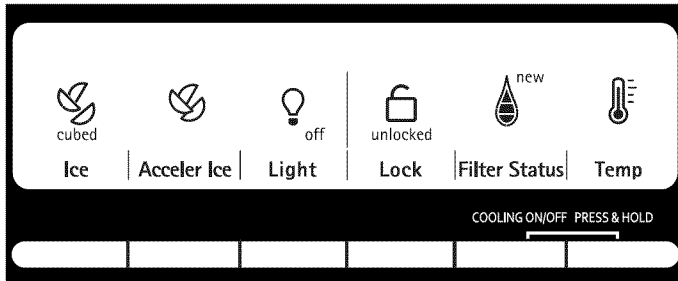 new
cubed
off
unlocked
Ice
Acceler Ice
Light
Lock
Filter Status
Temp
COOLING ON/OFF PRESS & HOLD